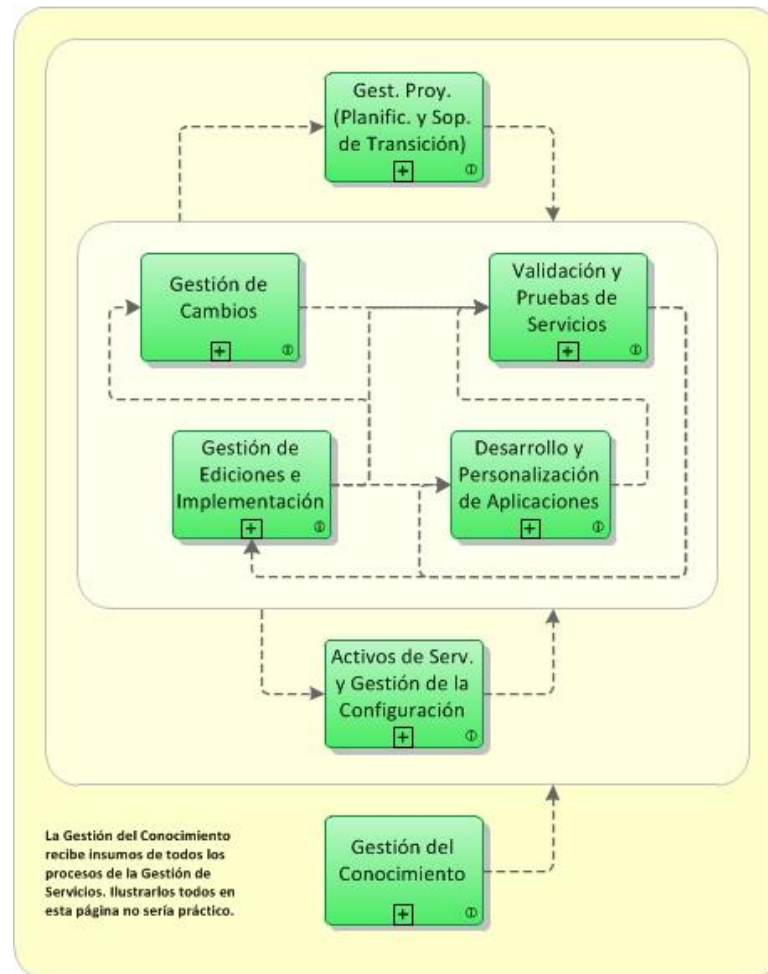 Gest. Proy.
(Planific. y Sop.
de Transición)
Gestión de
Cambios
Validación y
Pruebas de
Servicios
Gestión de
Ediciones e
Implementación
Desarrollo y
Personalización
de Aplicaciones
Activos de Serv.
y Gestión de la
Configuración
La Gestión del Conocimiento
recibe insumos de todos los
procesos de la Gestión de
Servicios. Ilustrarlos todos en
esta página no sería práctico.
Gestión del
Conocimiento